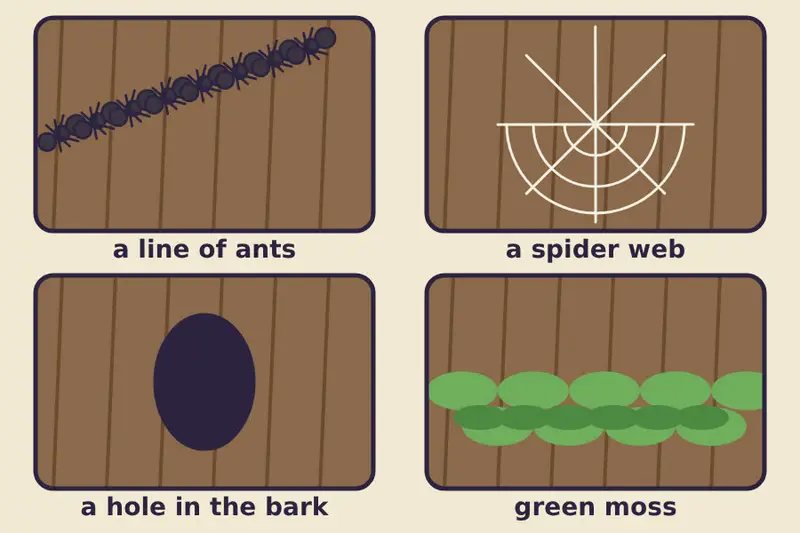 a line of ants
a spider web
a hole in the bark
green moss